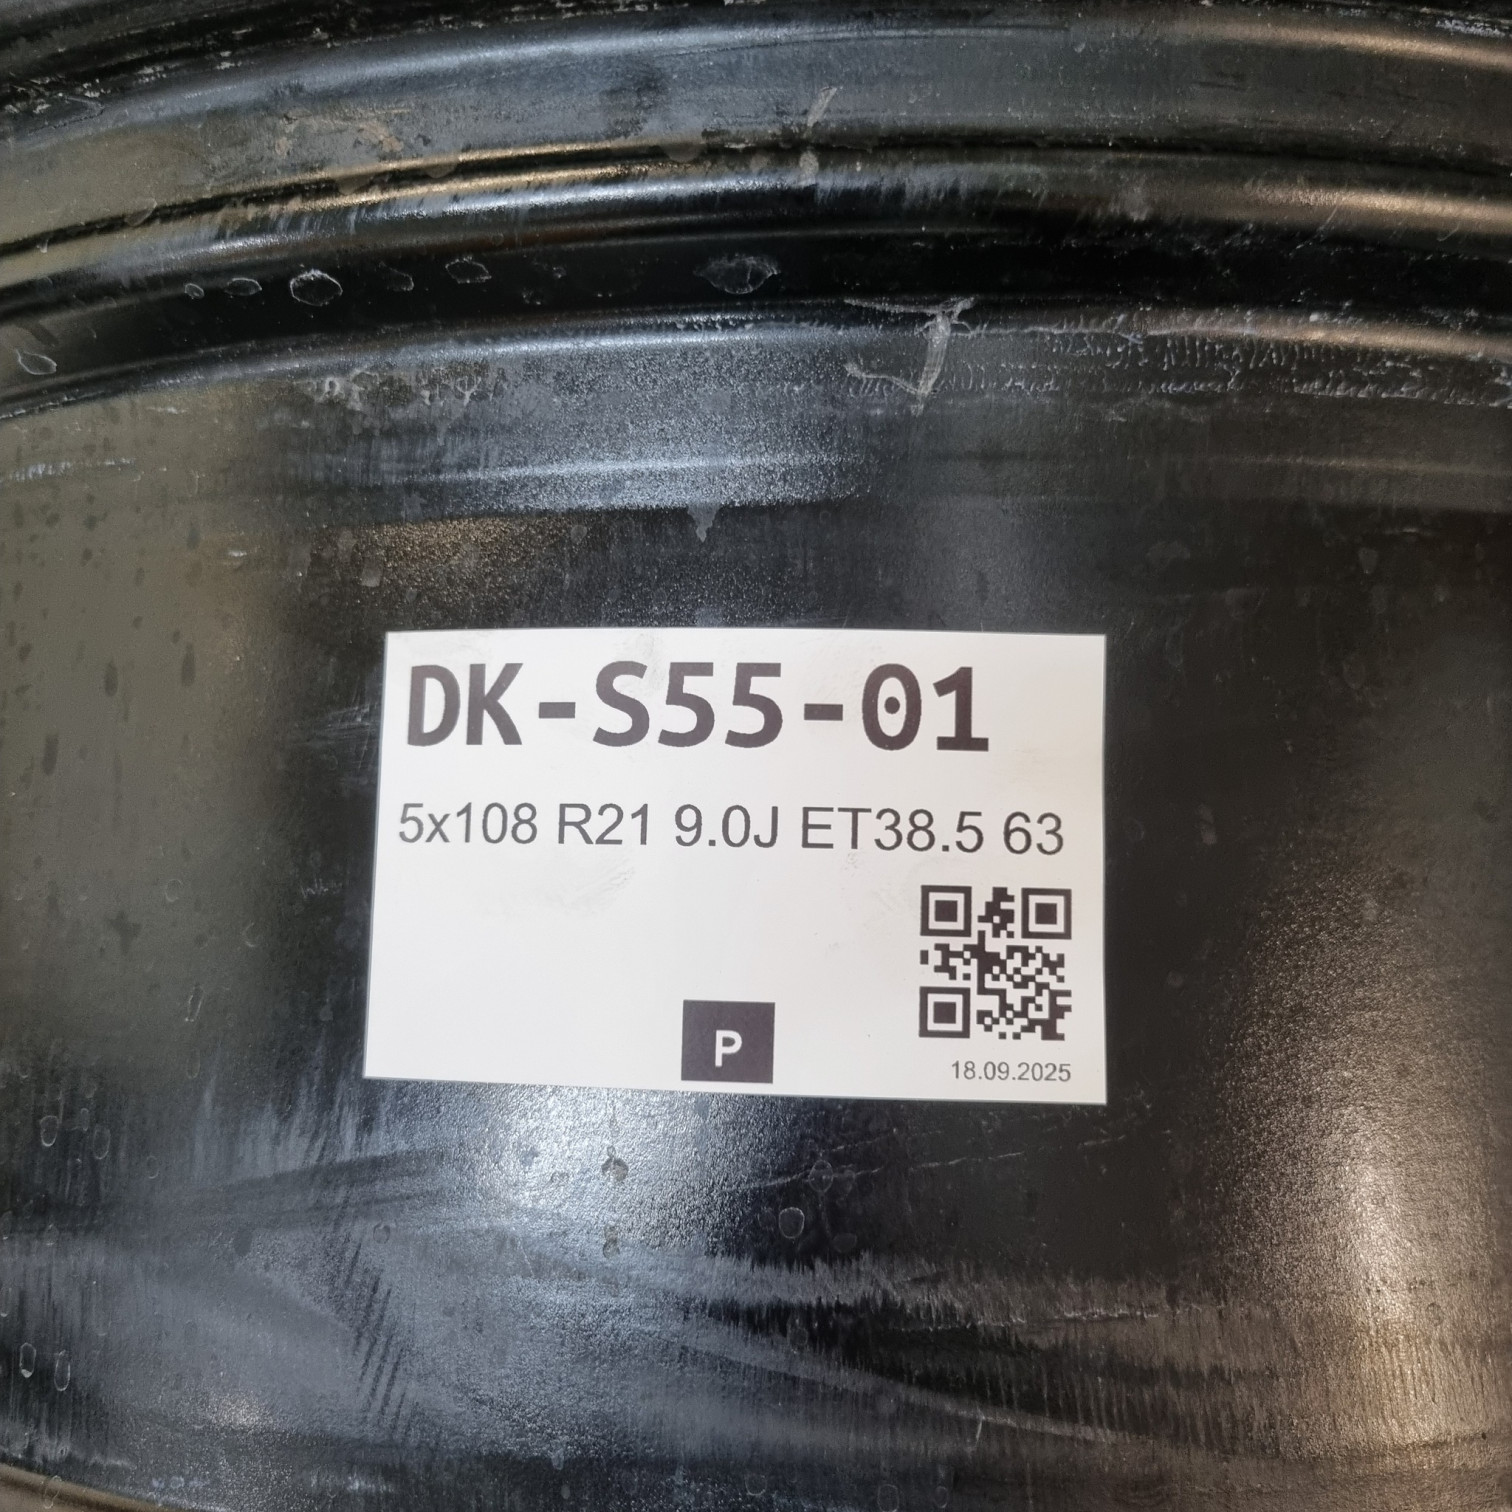 DK-S55-01
5x108 R21 9.0J ET38.5 63
P
18.09.2025